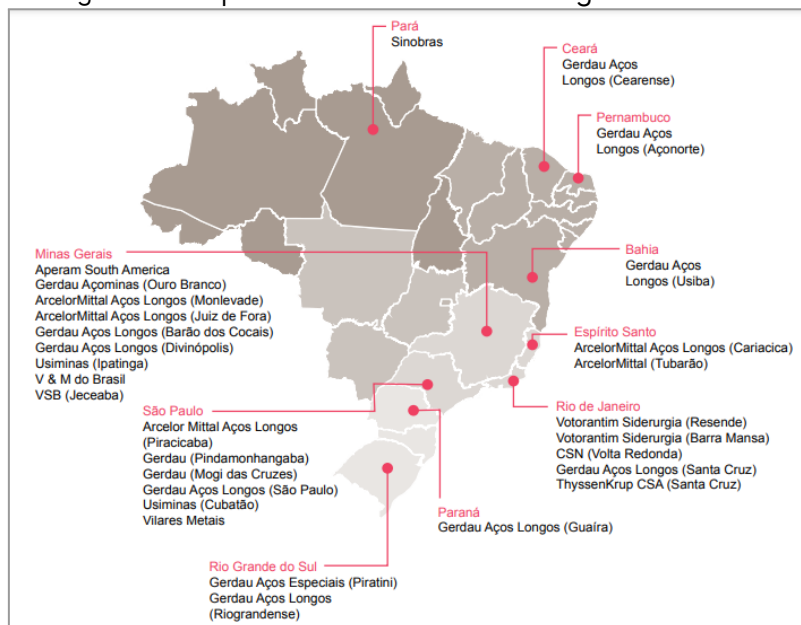 Pará
Sinobras
Ceará
Gerdau Aços
Longos (Cearense)
Pernambuco
Gerdau Aços
Longos (Açonorte)
Bahia
Gerdau Aços
Longos (Usiba)
Minas Gerais
Aperam South America
Gerdau Açominas (Ouro Branco)
ArcelorMittal Aços Longos (Monlevade)
ArcelorMittal Aços Longos (Juiz de Fora)
Gerdau Aços Longos (Barão dos Cocais)
Gerdau Aços Longos (Divinópolis)
Usiminas (Ipatinga)
V & M do Brasil
VSB (Jeceaba)
Espírito Santo
ArcelorMittal Aços Longos (Cariacica)
ArcelorMittal (Tubarão)
Rio de Janeiro
Votorantim Siderurgia (Resende)
Votorantim Siderurgia (Barra Mansa)
CSN (Volta Redonda)
Gerdau Aços Longos (Santa Cruz)
ThyssenKrup CSA (Santa Cruz)
São Paulo
Arcelor Mittal Aços Longos
(Piracicaba)
Gerdau (Pindamonhangaba)
Gerdau (Mogi das Cruzes)
Gerdau Aços Longos (São Paulo)
Usiminas (Cubatão)
Vilares Metais
Paraná
Gerdau Aços Longos (Guaíra)
Rio Grande do Sul
Gerdau Aços Especiais (Piratini)
Gerdau Aços Longos
(Riograndense)